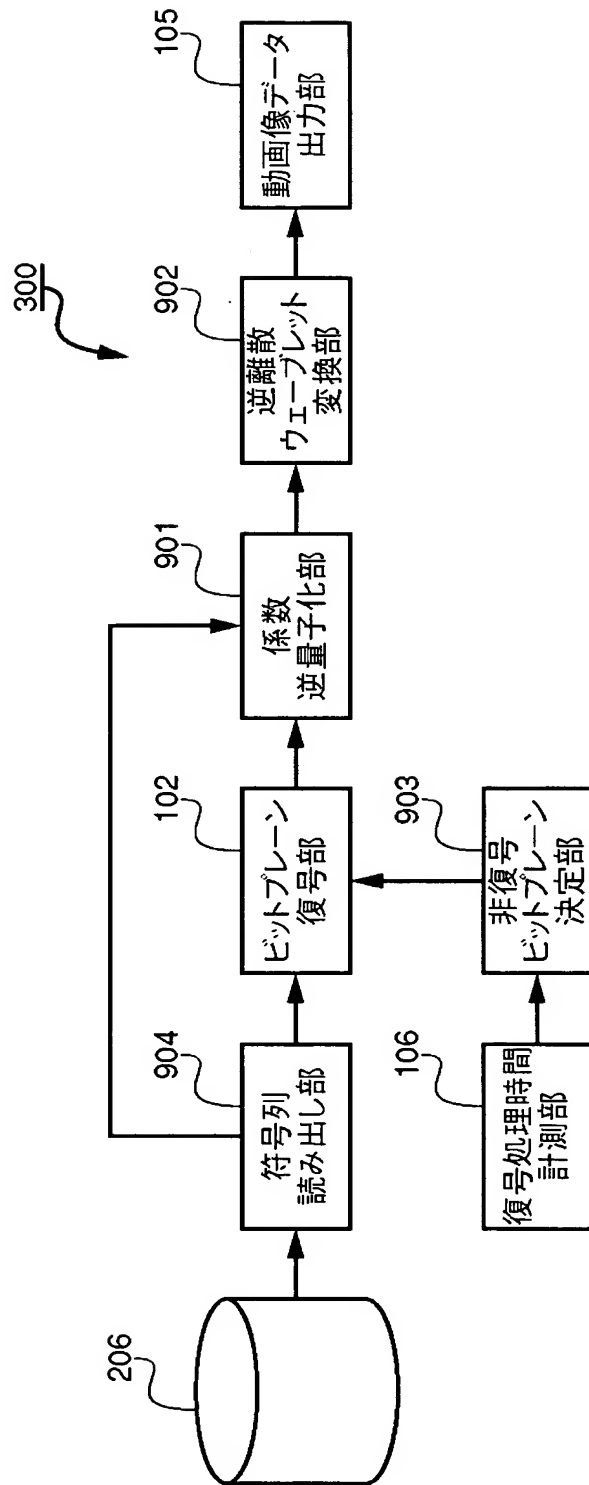 300
206
904
符号列
読み出し部
102
ビットプレーン
復号部
901
係数
逆量子化部
902
逆離散
ウェーブレット
変換部
105
動画像データ
出力部
106
復号処理時間
計測部
903
非復号
ビットプレーン
決定部